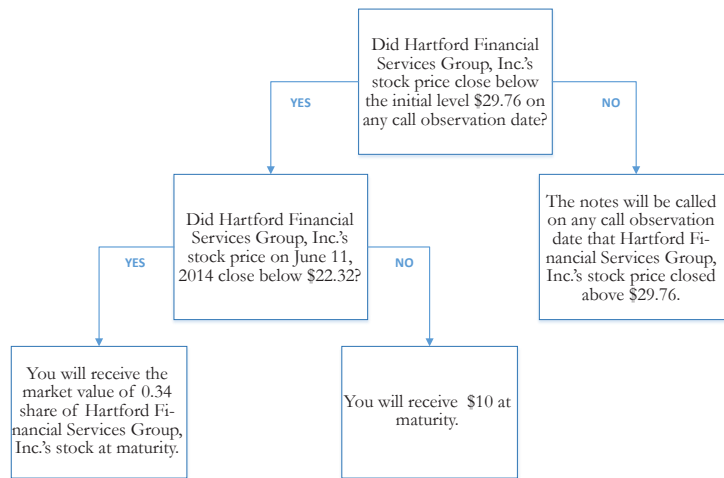 Did Hartford Financial
Services Group, Inc.'s
stock price close below
the initial level $29.76 on
any call observation date?
YES
NO
Did Hartford Financial
Services Group, Inc.'s
stock price on June 11,
2014 close below $22.32?
The notes will be called
on any call observation
date that Hartford Fi-
nancial Services Group,
Inc.'s stock price closed
above $29.76.
YES
NO
You will receive the
market value of 0.34
share of Hartford Fi-
nancial Services Group,
Inc.'s stock at maturity.
You will receive $10 at
maturity.